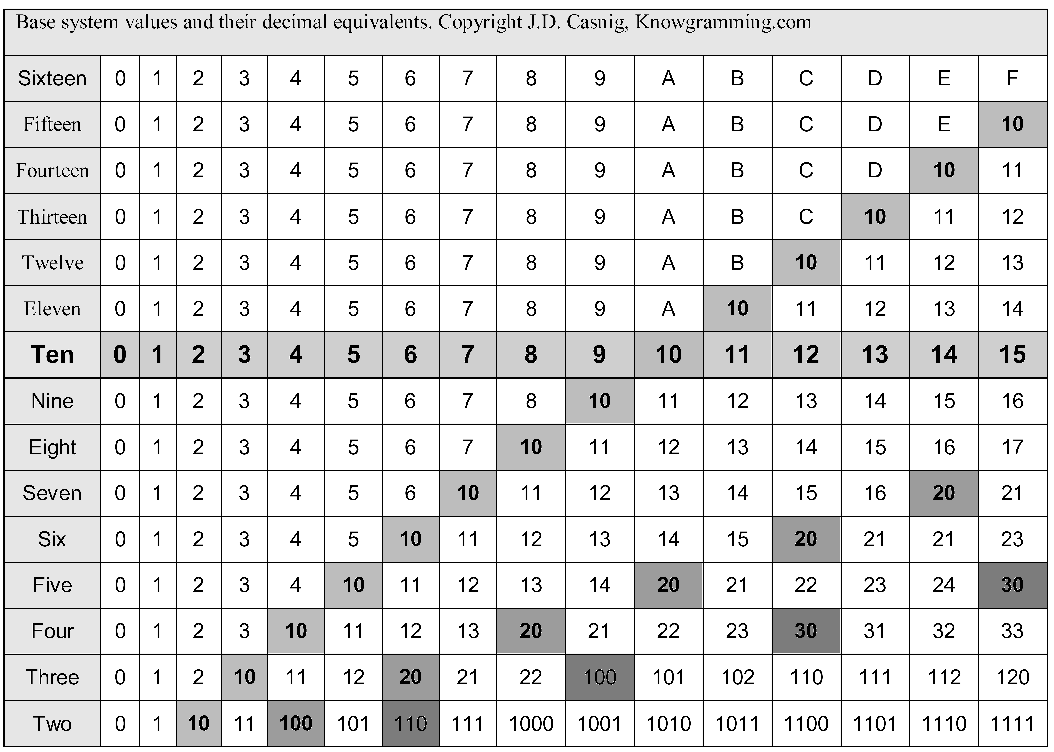 Base system values and their decimal equivalents. Copyright J.D. Casnig, Knowgramming.com
Sixteen 0 1 2 3 4 5 6 7 8 9 A B C D E F
Fifteen 0 1 2 3 4 5 6 7 8 9 A B C D E 10
Fourteen 0 1 2 3 4 5 6 7 8 9 A B C D 10 11
Thirteen 0 1 2 3 4 5 6 7 8 9 A B C 10 11 12
Twelve 0 1 2 3 4 5 6 7 8 9 A B 10 11 12 13
Eleven 0 1 2 3 4 5 6 7 8 9 A 10 11 12 13 14
Ten 0 1 2 3 4 5 6 7 8 9 10 11 12 13 14 15
Nine 0 1 2 3 4 5 6 7 8 10 11 12 13 14 15 16
Eight 0 1 2 3 4 5 6 7 10 11 12 13 14 15 16 17
Seven 0 1 2 3 4 5 6 10 11 12 13 14 15 16 20 21
Six 0 1 2 3 4 5 10 11 12 13 14 15 20 21 21 23
Five 0 1 2 3 4 10 11 12 13 14 20 21 22 23 24 30
Four 0 1 2 3 10 11 12 13 20 21 22 23 30 31 32 33
Three 0 1 2 10 11 12 20 21 22 100 101 102 110 111 112 120
Two 0 1 10 11 100 101 110 111 1000 1001 1010 1011 1100 1101 1110 1111